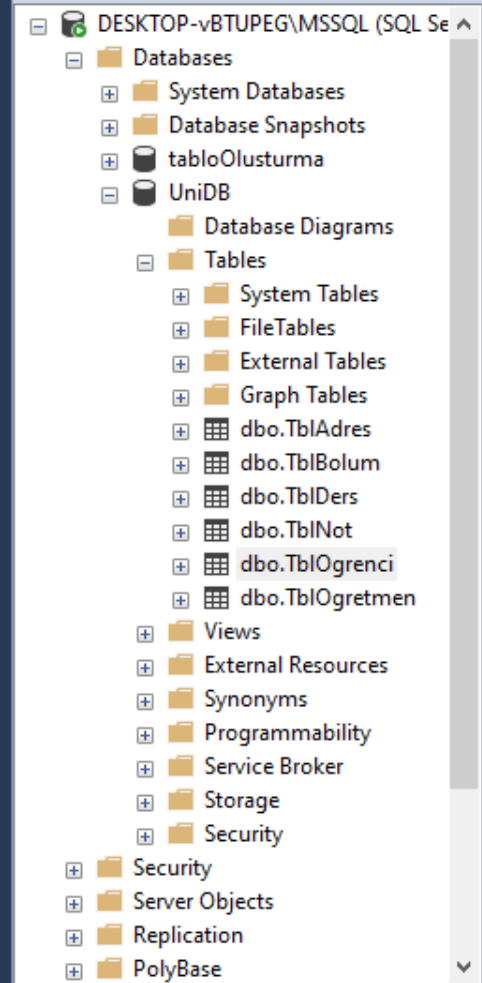 DESKTOP-vBTUPEG\MSSQL (SQL Se
Databases
System Databases
Database Snapshots
tabloOlusturma
UniDB
Database Diagrams
Tables
System Tables
FileTables
External Tables
Graph Tables
dbo.TblAdres
dbo.TblBolum
dbo.TblDers
dbo.TblNot
dbo.TblOgrenci
dbo.TblOgretmen
Views
External Resources
Synonyms
Programmability
Service Broker
Storage
Security
Security
Server Objects
Replication
PolyBase